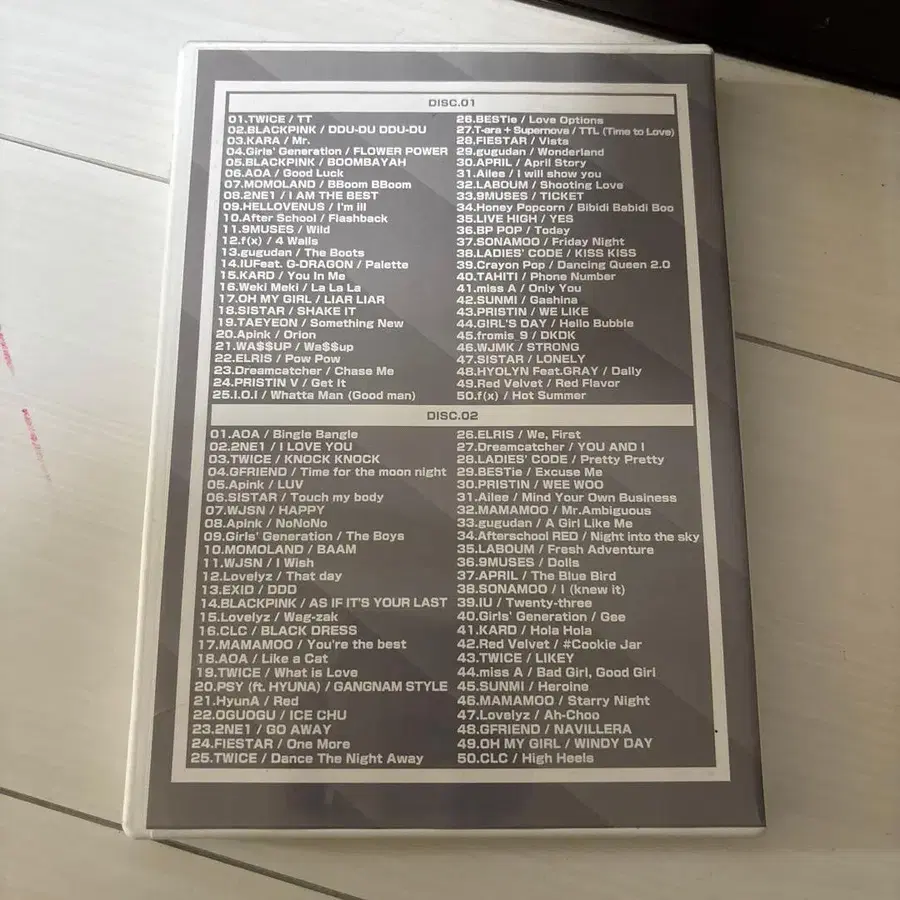 DISC.01
01.TWICE / TT
02.BLACKPINK / DDU-DU DDU-DU
03.KARA / Mr.
04.Girls' Generation / FLOWER POWER
05.BLACKPINK / BOOMBAYAH
06.AOA / Good Luck
07.MOMOLAND / BBoom BBoom
08.2NE1 / I AM THE BEST
09.HELLOVENUS / I'm ill
10.After School / Flashback
11.9MUSES / Wild
12.f(x) / 4 Walls
13.gugudan / The Boots
14.IUFeat. G-DRAGON / Palette
15.KARD / You In Me
16.Weki Meki / La La La
17.OH MY GIRL / LIAR LIAR
18.SISTAR / SHAKE IT
19.TAEYEON / Something New
20.Apink / Orion
21.WA$$UP / Wa$$up
22.ELRIS / Pow Pow
23.Dreamcatcher / Chase Me
24.PRISTIN V / Get It
25.I.O.I / Whatta Man (Good man)
26.BESTie / Love Options
27.T-ara + Supernova / TTL (Time to Love)
28.FIESTAR / Vista
29.gugudan / Wonderland
30.APRIL / April Story
31.Ailee / I will show you
32.LABOUM / Shooting Love
33.9MUSES / TICKET
34.Honey Popcorn / Bibidi Babidi Boo
35.LIVE HIGH / YES
36.BP POP / Today
37.SONAMOO / Friday Night
38.LADIES' CODE / KISS KISS
39.Crayon Pop / Dancing Queen 2.0
40.TAHITI / Phone Number
41.miss A / Only You
42.SUNMI / Gashina
43.PRISTIN / WE LIKE
44.GIRL'S DAY / Hello Bubble
45.fromis_9 / DKDK
46.WJMK / STRONG
47.SISTAR / LONELY
48.HYOLYN Feat.GRAY / Dally
49.Red Velvet / Red Flavor
50.f(x) / Hot Summer
DISC.02
01.AOA / Bingle Bangle
02.2NE1 / I LOVE YOU
03.TWICE / KNOCK KNOCK
04.GFRIEND / Time for the moon night
05.Apink / LUV
06.SISTAR / Touch my body
07.WJSN / HAPPY
08.Apink / NoNoNo
09.Girls' Generation / The Boys
10.MOMOLAND / BAAM
11.WJSN / I Wish
12.Lovelyz / That day
13.EXID / DDD
14.BLACKPINK / AS IF IT'S YOUR LAST
15.Lovelyz / Wag-zak
16.CLC / BLACK DRESS
17.MAMAMOO / You're the best
18.AOA / Like a Cat
19.TWICE / What is Love
20.PSY (ft. HYUNA) / GANGNAM STYLE
21.HyunA / Red
22.OGUOGU / ICE CHU
23.2NE1 / GO AWAY
24.FIESTAR / One More
25.TWICE / Dance The Night Away
26.ELRIS / We, First
27.Dreamcatcher / YOU AND I
28.LADIES' CODE / Pretty Pretty
29.BESTie / Excuse Me
30.PRISTIN / WEE WOO
31.Ailee / Mind Your Own Business
32.MAMAMOO / Mr.Ambiguous
33.gugudan / A Girl Like Me
34.Afterschool RED / Night into the sky
35.LABOUM / Fresh Adventure
36.9MUSES / Dolls
37.APRIL / The Blue Bird
38.SONAMOO / I (knew it)
39.IU / Twenty-three
40.Girls' Generation / Gee
41.KARD / Hola Hola
42.Red Velvet / #Cookie Jar
43.TWICE / LIKEY
44.miss A / Bad Girl, Good Girl
45.SUNMI / Heroine
46.MAMAMOO / Starry Night
47.Lovelyz / Ah-Choo
48.GFRIEND / NAVILLERA
49.OH MY GIRL / WINDY DAY
50.CLC / High Heels